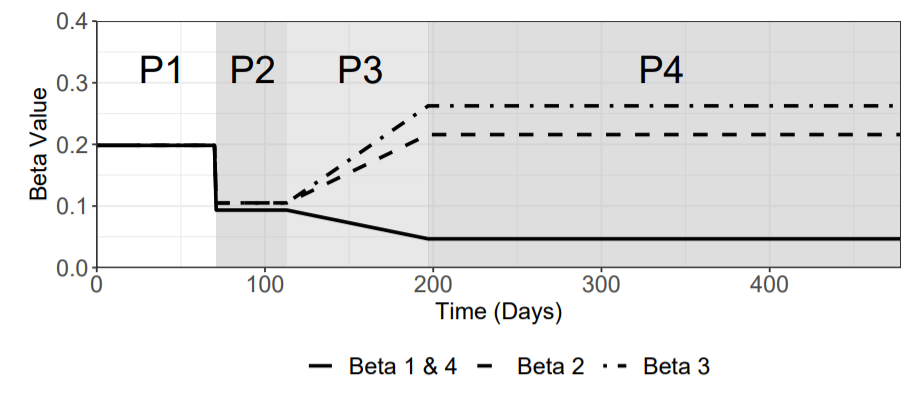 0.4
0.3
0.2
0.1
0.0
Beta Value
P1 P2 P3 P4
0 100 200 300 400
Time (Days)
Beta 1 & 4 Beta 2 Beta 3